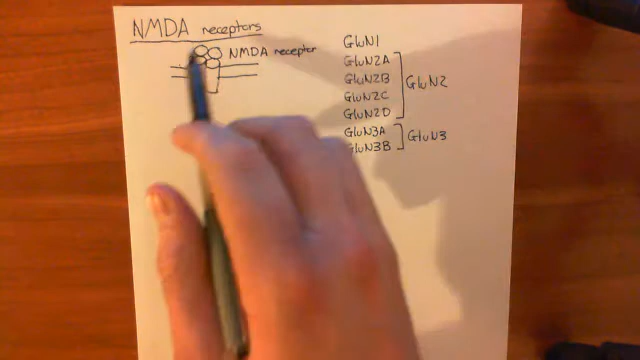 NMDA receptors
NMDA receptor
GluN1
GluN2A
GluN2B
GluN2C
GluN2D
GluN2
GluN3A
GluN3B
GluN3